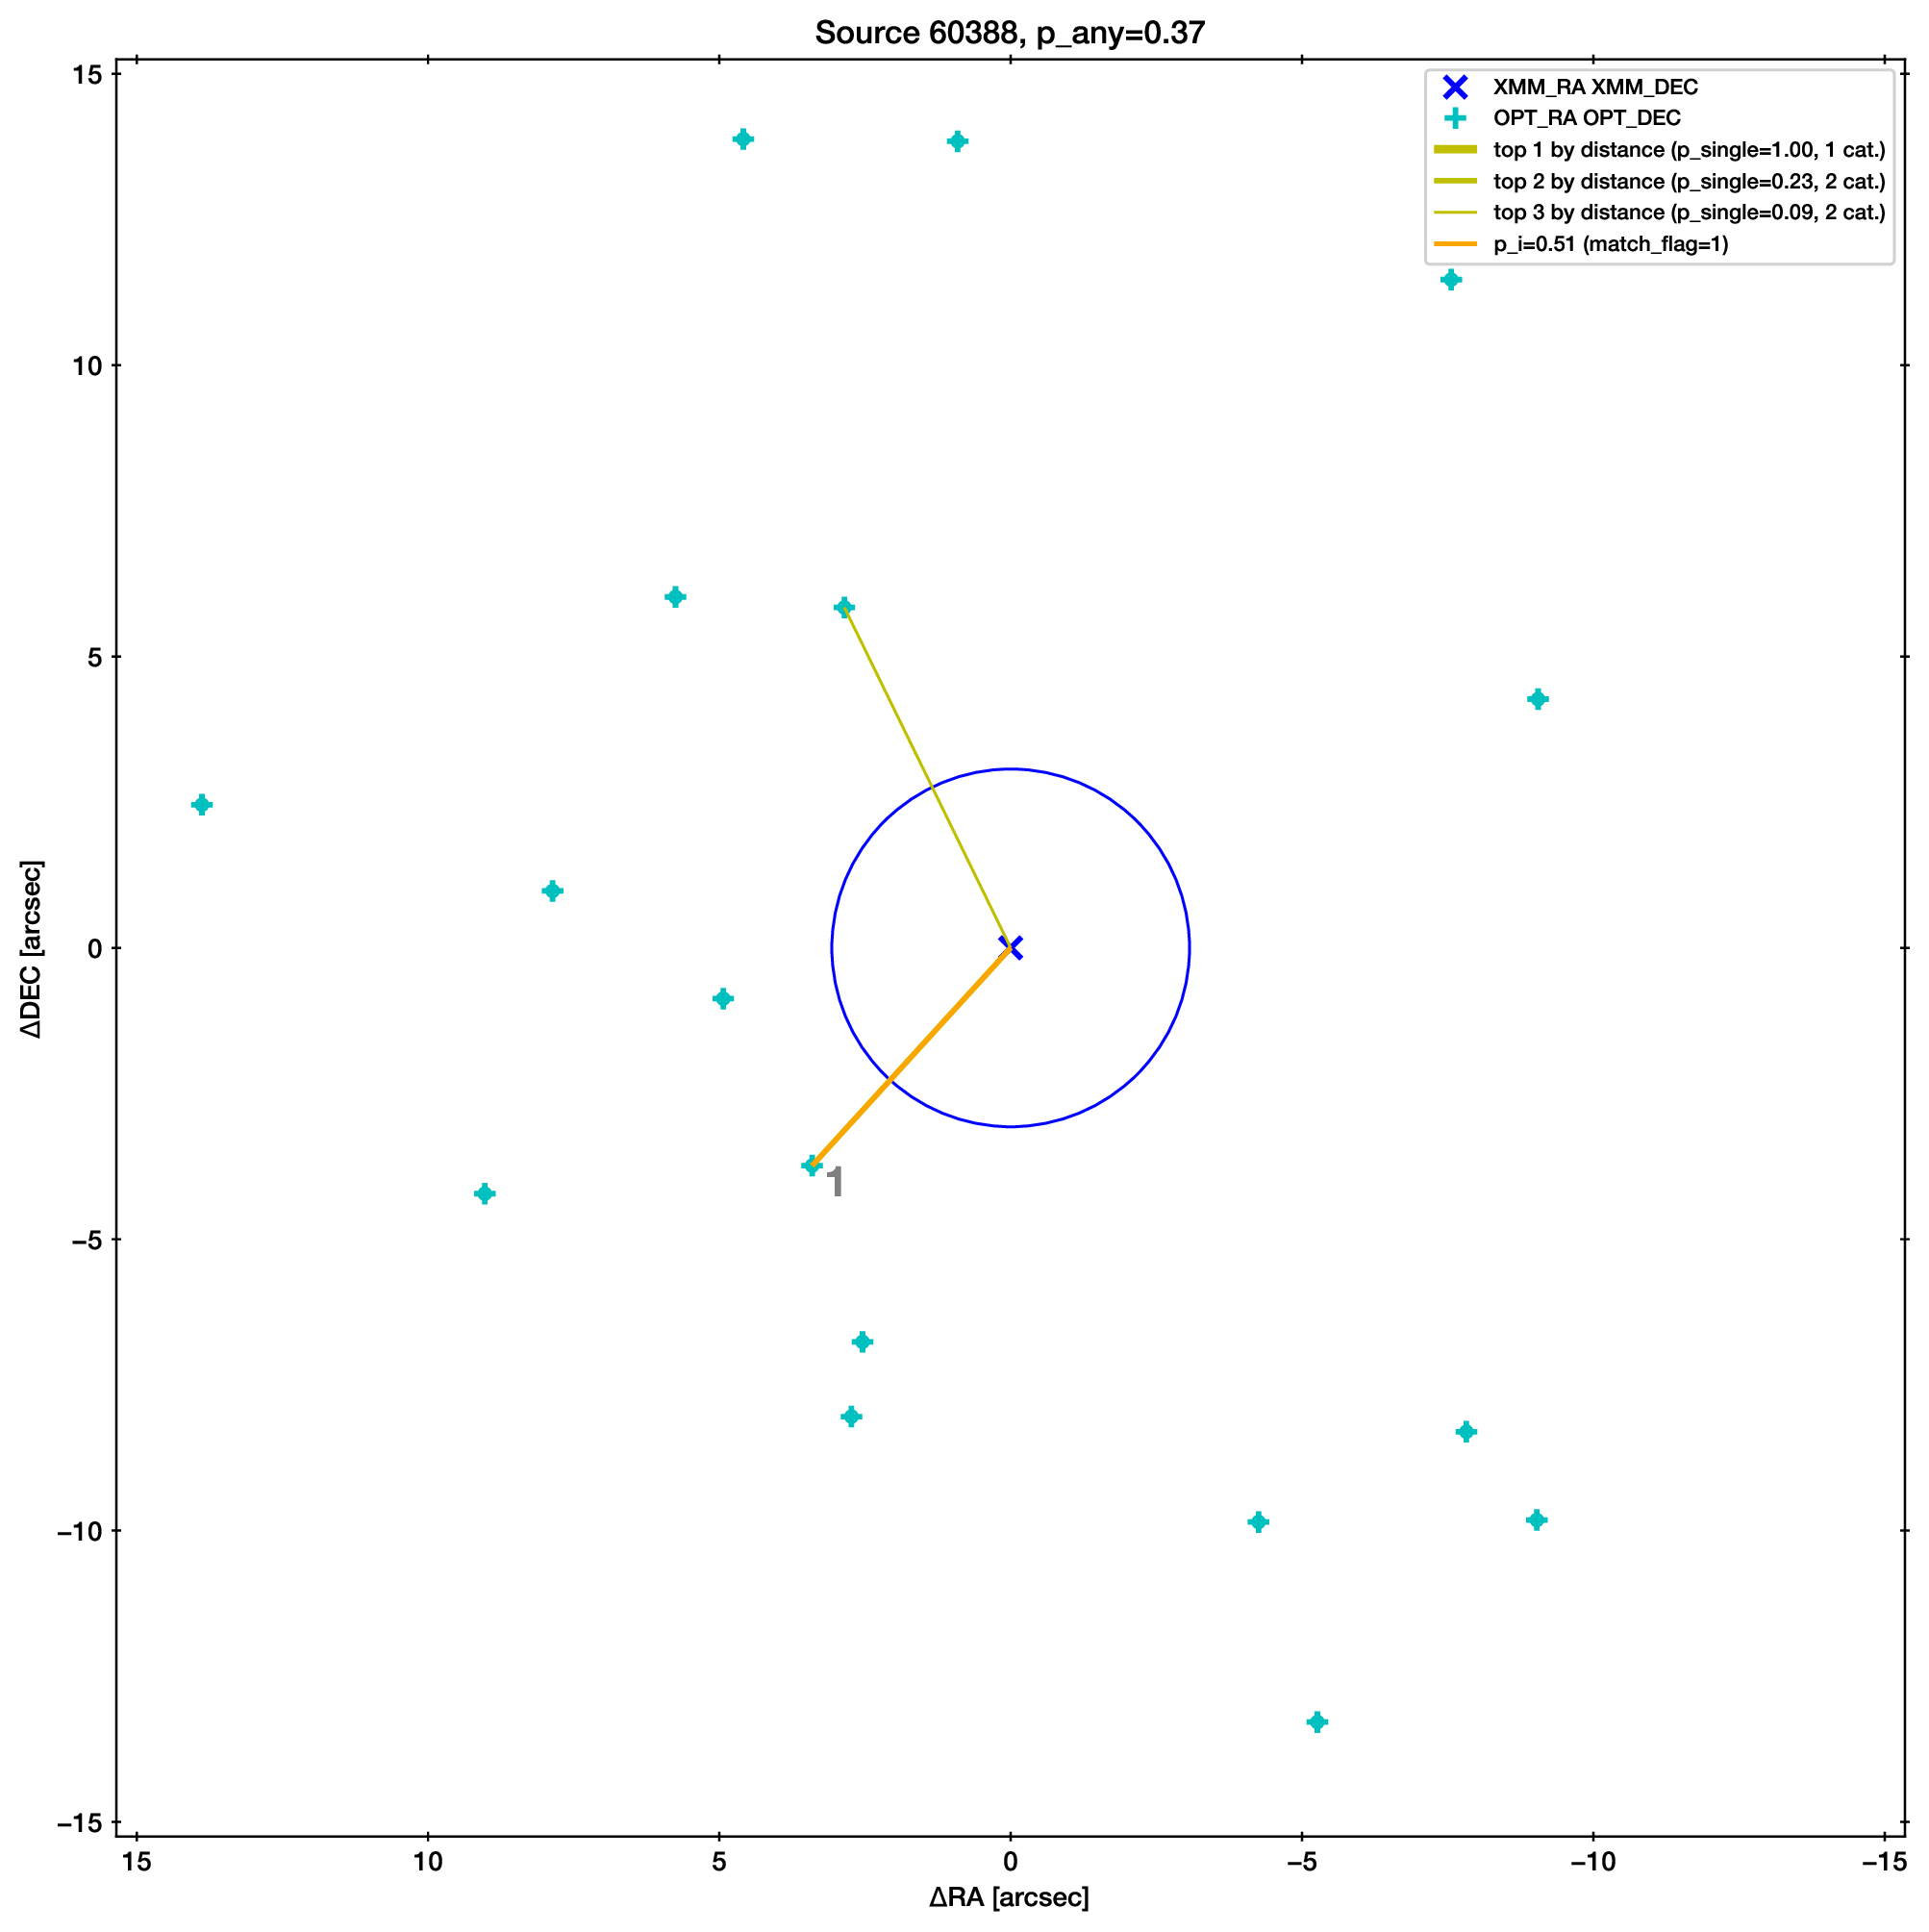 Source 60388, p_any=0.37
XMM_RA XMM_DEC
OPT_RA OPT_DEC
top 1 by distance (p_single=1.00, 1 cat.)
top 2 by distance (p_single=0.23, 2 cat.)
top 3 by distance (p_single=0.09, 2 cat.)
p_i=0.51 (match_flag=1)
15
10
5
0
−5
−10
−15
ΔDEC [arcsec]
1
15
10
5
0
−5
−10
−15
ΔRA [arcsec]